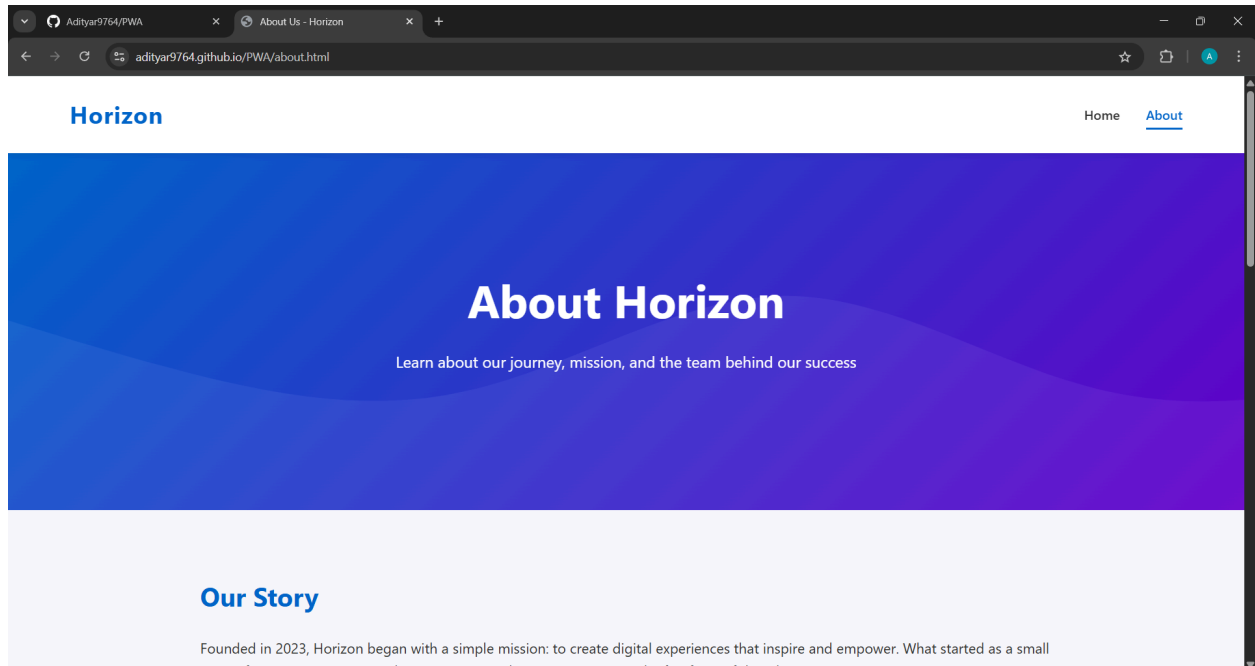 Adityar9764/PWA
About Us - Horizon
adityar9764.github.io/PWA/about.html
A
Horizon
Home
About
About Horizon
Learn about our journey, mission, and the team behind our success
Our Story
Founded in 2023, Horizon began with a simple mission: to create digital experiences that inspire and empower. What started as a small